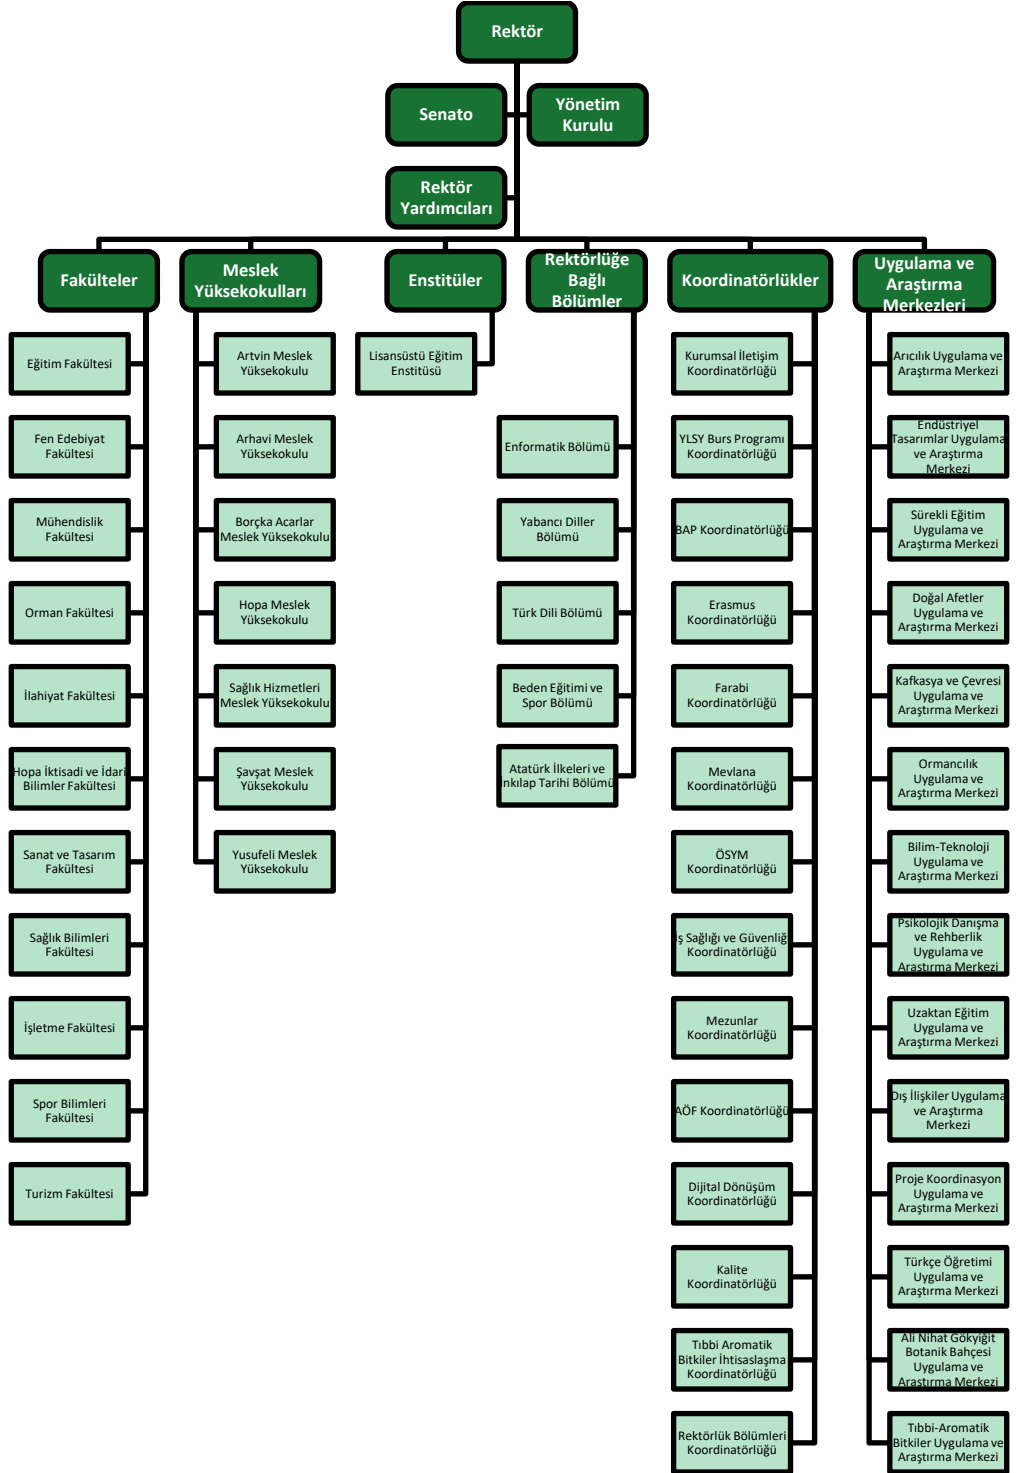 Rektör
Senato
Yönetim
Kurulu
Rektör
Yardımcıları
Fakülteler
Meslek
Yüksekokulları
Enstitüler
Rektörlüğe
Bağlı
Bölümler
Koordinatörlükler
Uygulama ve
Araştırma
Merkezleri
Eğitim Fakültesi
Fen Edebiyat
Fakültesi
Mühendislik
Fakültesi
Orman Fakültesi
İlahiyat Fakültesi
Hopa İktisadi ve İdari
Bilimler Fakültesi
Sanat ve Tasarım
Fakültesi
Sağlık Bilimleri
Fakültesi
İşletme Fakültesi
Spor Bilimleri
Fakültesi
Turizm Fakültesi
Artvin Meslek
Yüksekokulu
Arhavi Meslek
Yüksekokulu
Borçka Acarlar
Meslek Yüksekokulu
Hopa Meslek
Yüksekokulu
Sağlık Hizmetleri
Meslek Yüksekokulu
Şavşat Meslek
Yüksekokulu
Yusufeli Meslek
Yüksekokulu
Lisansüstü Eğitim
Enstitüsü
Enformatik Bölümü
Yabancı Diller
Bölümü
Türk Dili Bölümü
Beden Eğitimi ve
Spor Bölümü
Atatürk İlkeleri ve
İnkılap Tarihi Bölümü
Kurumsal İletişim
Koordinatörlüğü
YLSY Burs Programı
Koordinatörlüğü
BAP Koordinatörlüğü
Erasmus
Koordinatörlüğü
Farabi
Koordinatörlüğü
Mevlana
Koordinatörlüğü
ÖSYM
Koordinatörlüğü
İş Sağlığı ve Güvenliği
Koordinatörlüğü
Mezunlar
Koordinatörlüğü
AÖF Koordinatörlüğü
Dijital Dönüşüm
Koordinatörlüğü
Kalite
Koordinatörlüğü
Tıbbi Aromatik
Bitkiler İhtisaslaşma
Koordinatörlüğü
Rektörlük Bölümleri
Koordinatörlüğü
Arıcılık Uygulama ve
Araştırma Merkezi
Endüstriyel
Tasarımlar Uygulama
ve Araştırma
Merkezi
Sürekli Eğitim
Uygulama ve
Araştırma Merkezi
Doğal Afetler
Uygulama ve
Araştırma Merkezi
Kafkasya ve Çevresi
Uygulama ve
Araştırma Merkezi
Ormancılık
Uygulama ve
Araştırma Merkezi
Bilim-Teknoloji
Uygulama ve
Araştırma Merkezi
Psikolojik Danışma
ve Rehberlik
Uygulama ve
Araştırma Merkezi
Uzaktan Eğitim
Uygulama ve
Araştırma Merkezi
Dış İlişkiler Uygulama
ve Araştırma
Merkezi
Proje Koordinasyon
Uygulama ve
Araştırma Merkezi
Türkçe Öğretimi
Uygulama ve
Araştırma Merkezi
Ali Nihat Gökyiğit
Botanik Bahçesi
Uygulama ve
Araştırma Merkezi
Tıbbi-Aromatik
Bitkiler Uygulama ve
Araştırma Merkezi